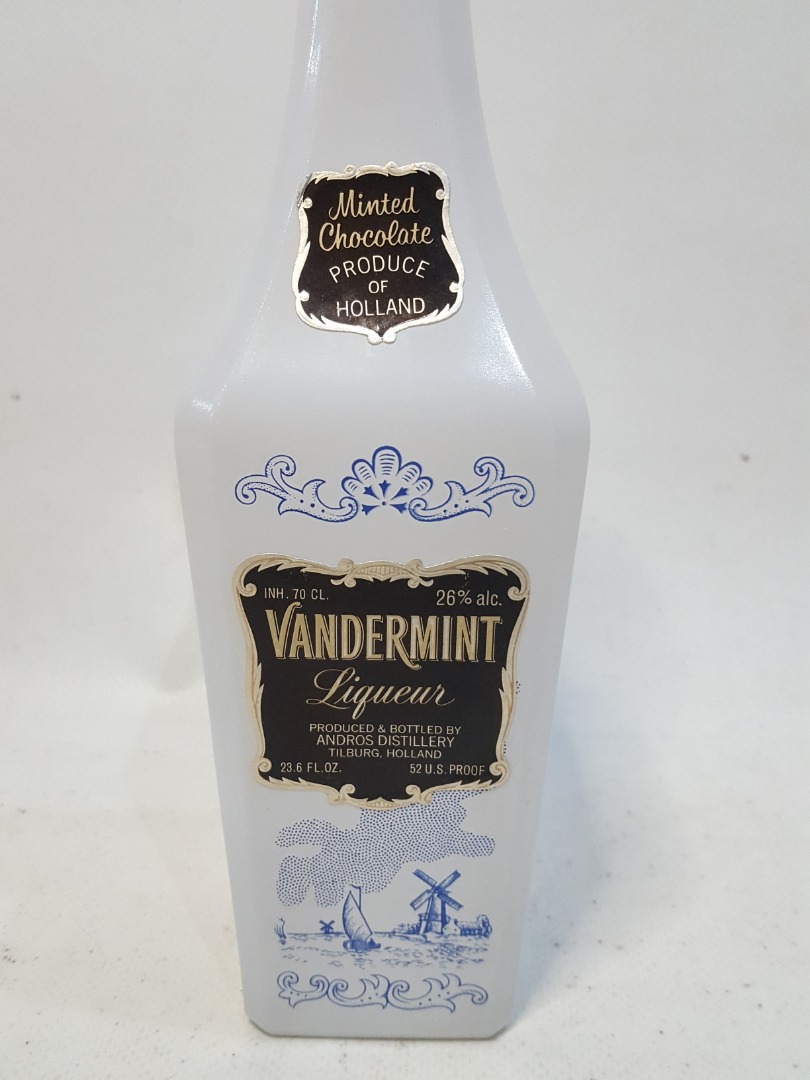 Minted
Chocolate
PRODUCE
OF
HOLLAND
INH. 70 CL. 26% alc.
VANDERMINT
Liqueur
PRODUCED & BOTTLED BY
ANDROS DISTILLERY
TILBURG, HOLLAND
23.6 FL.OZ. 52 U.S. PROOF